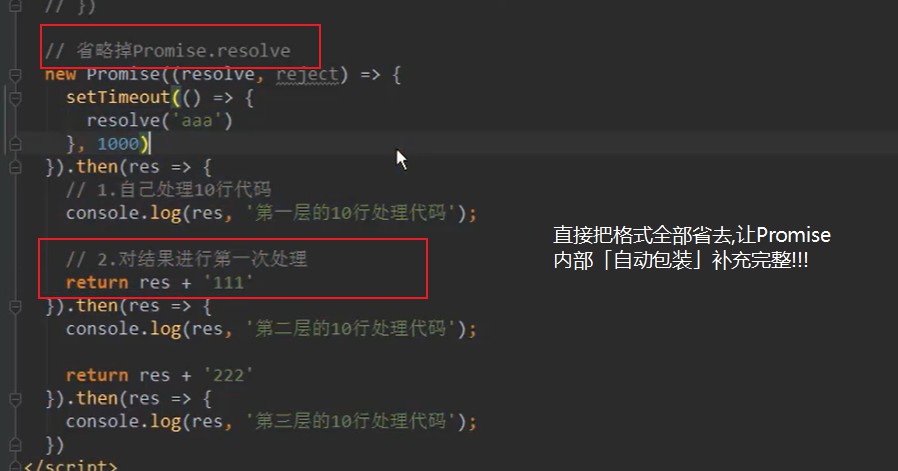 // })
// 省略掉Promise.resolve
new Promise((resolve, reject) => {
setTimeout(() => {
resolve('aaa')
}, 1000)
}).then(res => {
// 1.自己处理10行代码
console.log(res, '第一层的10行处理代码');
// 2.对结果进行第一次处理
return res + '111'
}).then(res => {
console.log(res, '第二层的10行处理代码');
return res + '222'
}).then(res => {
console.log(res, '第三层的10行处理代码');
})
</script>
直接把格式全部省去,让Promise
内部「自动包装」补充完整!!!